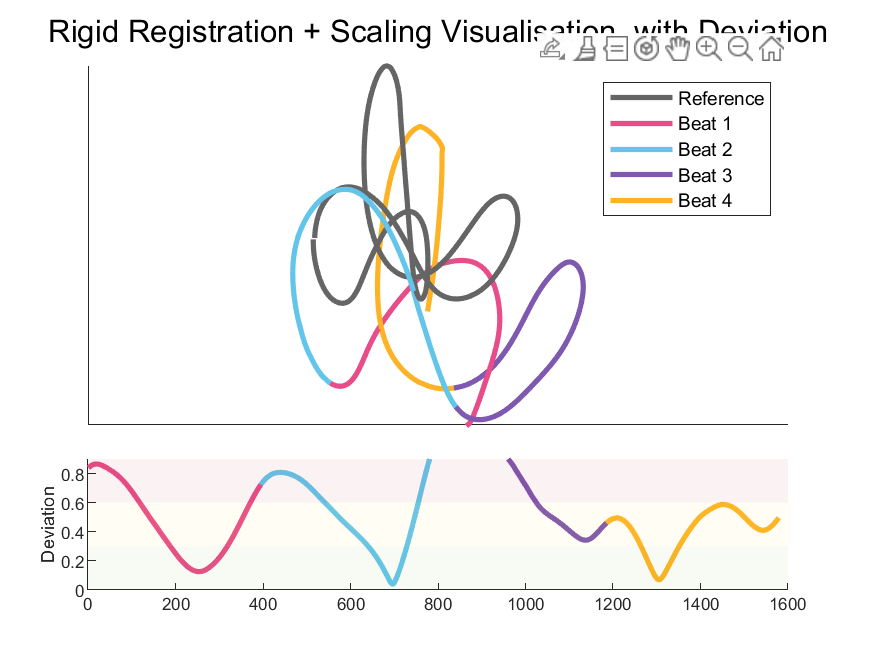 Rigid Registration + Scaling Visualisation, with Deviation
Reference
Beat 1
Beat 2
Beat 3
Beat 4
Deviation
0.8
0.6
0.4
0.2
0
0 200 400 600 800 1000 1200 1400 1600